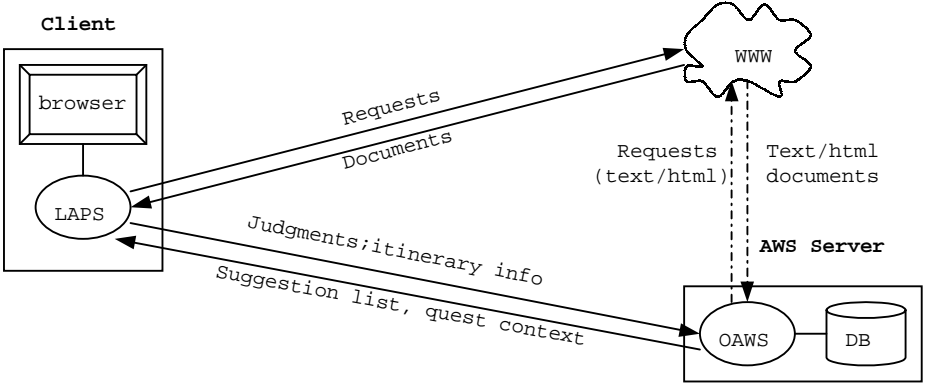 Client
browser
LAPS
WWW
Requests
Documents
Requests
(text/html)
Text/html
documents
Judgments;itinerary info
Suggestion list, quest context
AWS Server
OAWS
DB